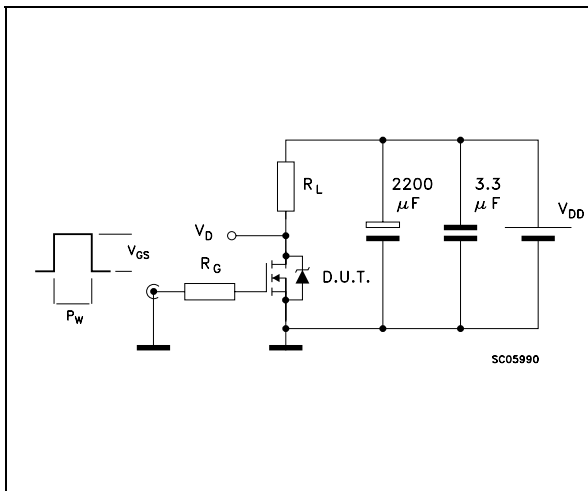 R_L
2200 μF
3.3 μF
V_DD
V_D
V_GS
R_G
D.U.T.
P_W
SC05990